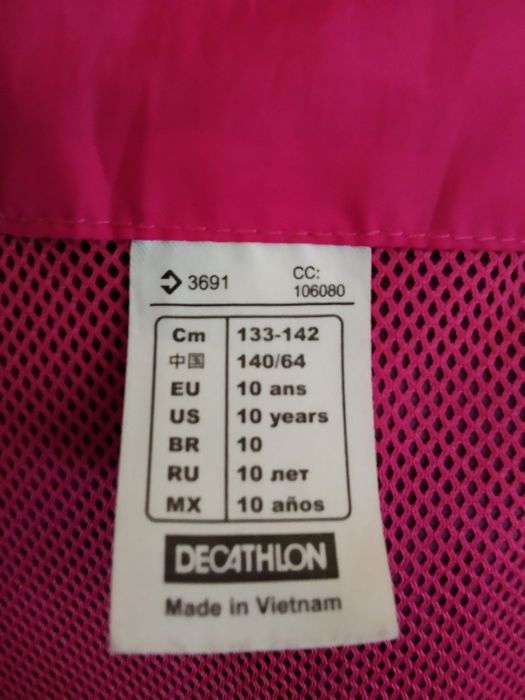 3691 CC:
106080
Cm 133-142
中国 140/64
EU 10 ans
US 10 years
BR 10
RU 10 лет
MX 10 años
DECATHLON
Made in Vietnam